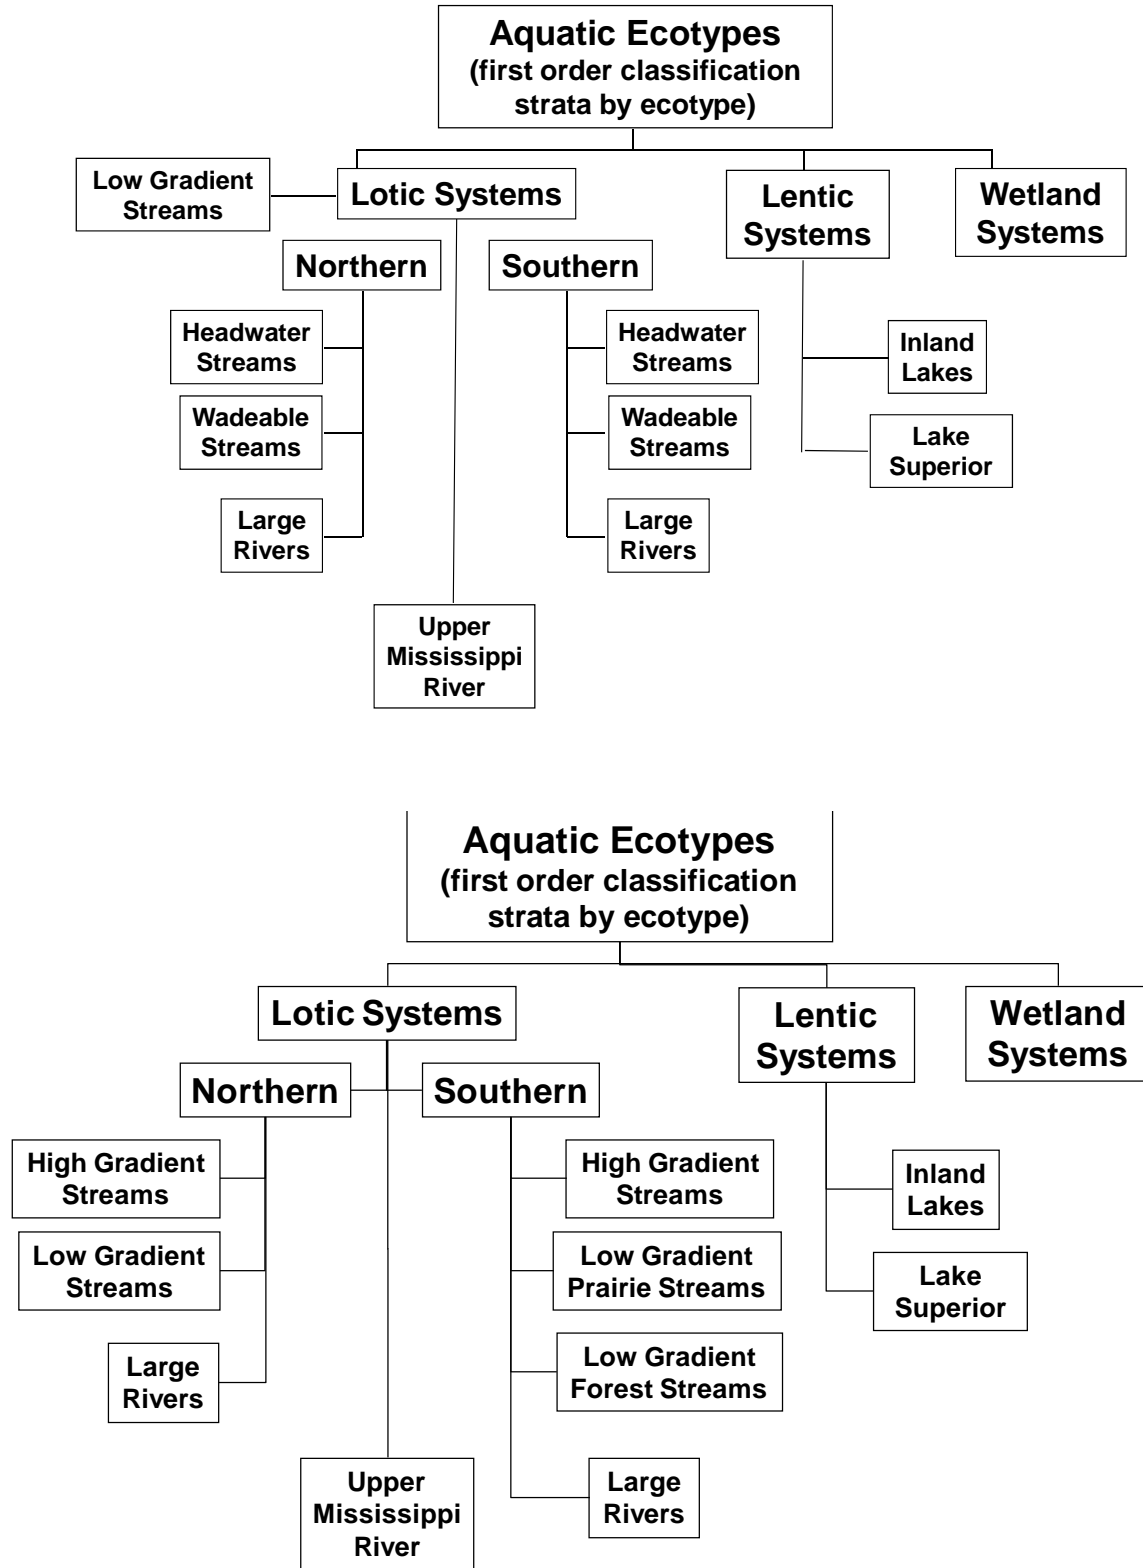 Aquatic Ecotypes
(first order classification
strata by ecotype)
Low Gradient
Streams
Lotic Systems
Lentic
Systems
Wetland
Systems
Northern
Southern
Headwater
Streams
Wadeable
Streams
Large
Rivers
Headwater
Streams
Wadeable
Streams
Large
Rivers
Inland
Lakes
Lake
Superior
Upper
Mississippi
River
Aquatic Ecotypes
(first order classification
strata by ecotype)
Lotic Systems
Lentic
Systems
Wetland
Systems
Northern
Southern
High Gradient
Streams
Low Gradient
Streams
Large
Rivers
High Gradient
Streams
Low Gradient
Prairie Streams
Low Gradient
Forest Streams
Large
Rivers
Inland
Lakes
Lake
Superior
Upper
Mississippi
River